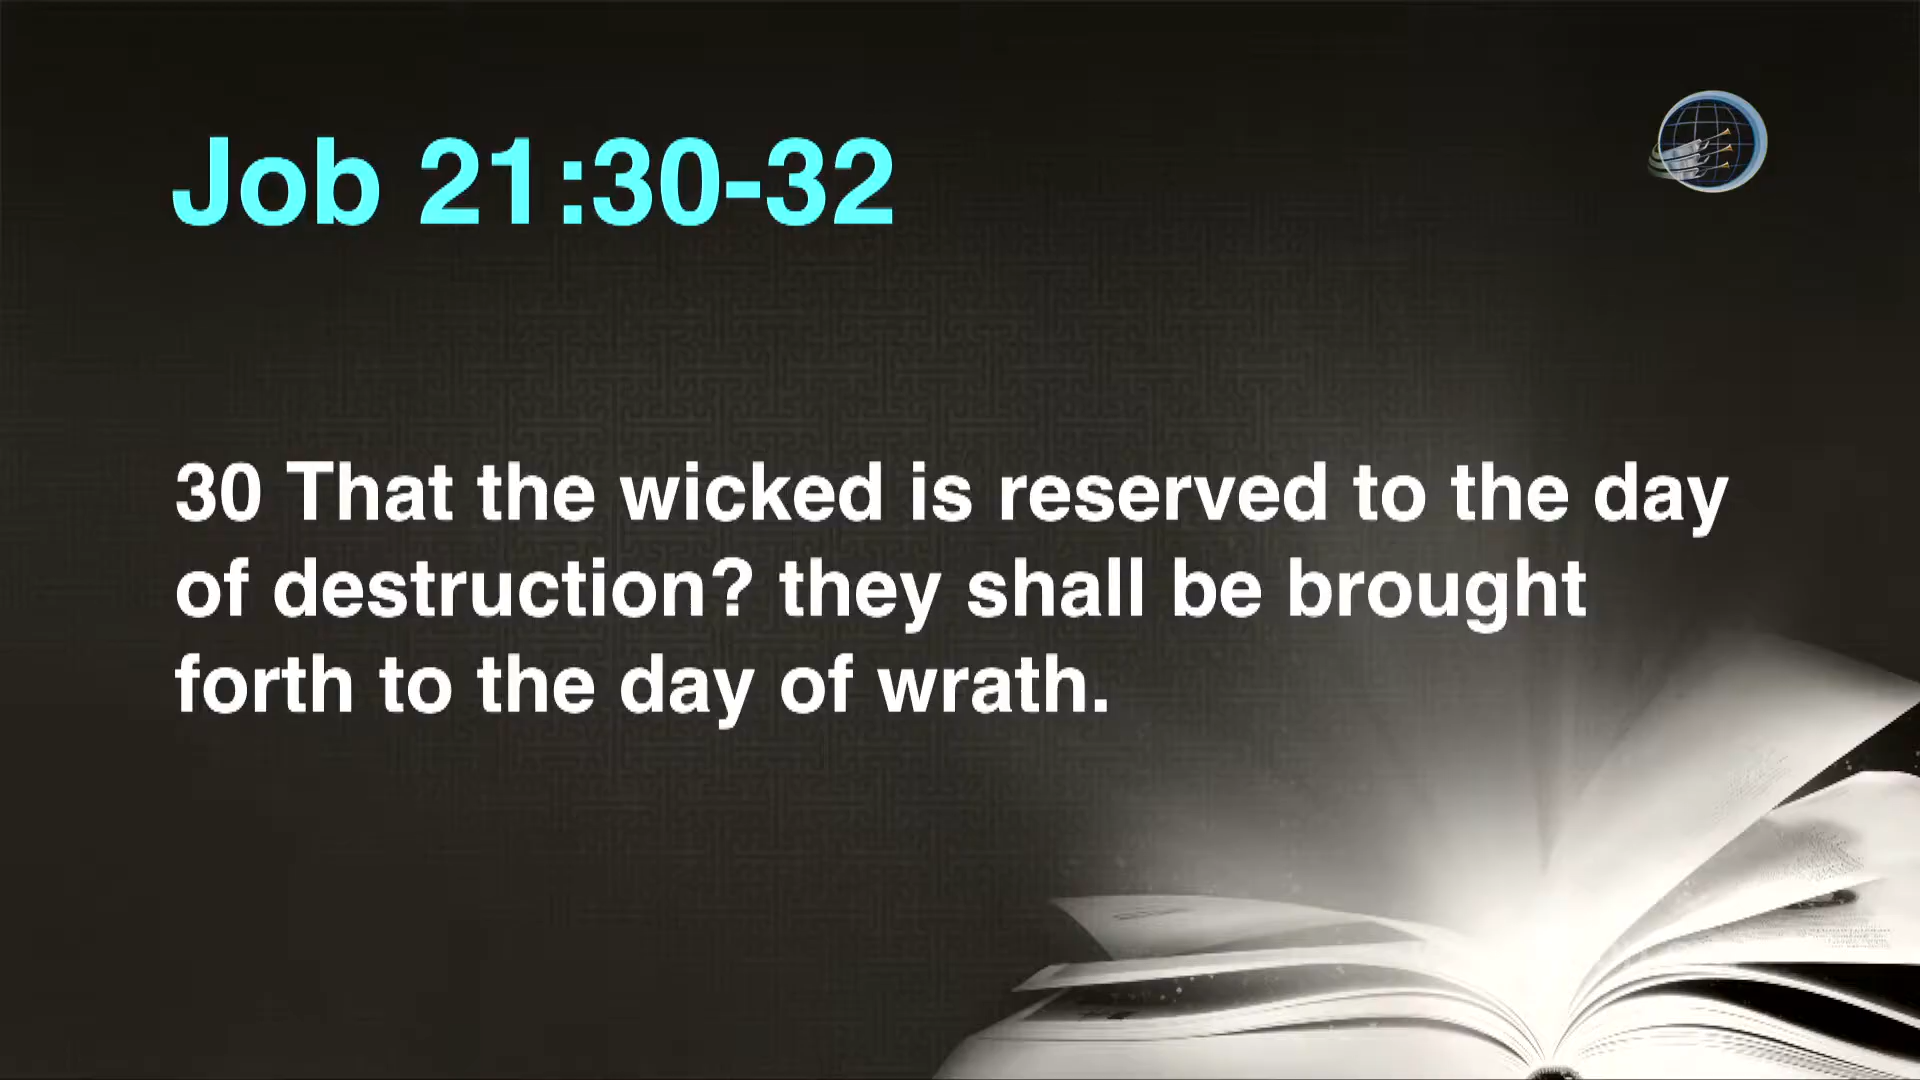 Job 21:30-32
30 That the wicked is reserved to the day
of destruction? they shall be brought
forth to the day of wrath.